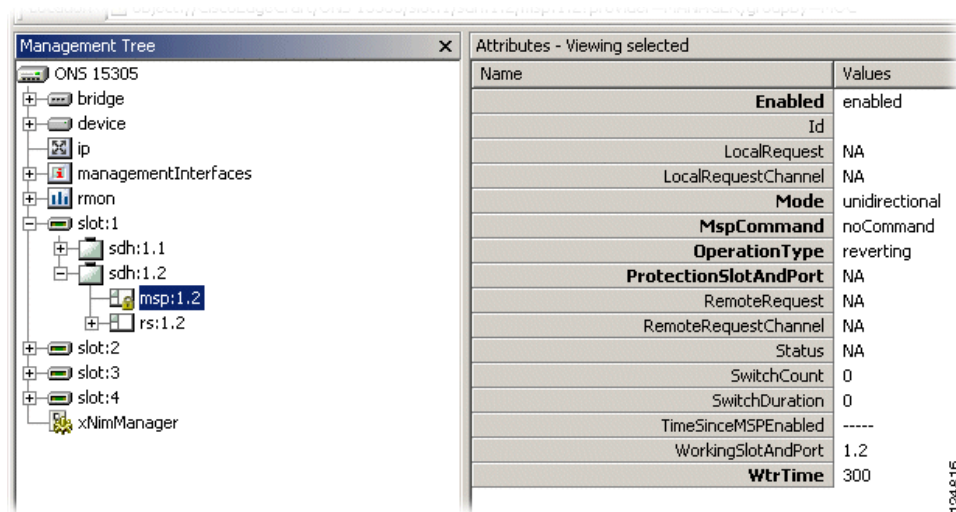 Management Tree
ONS 15305
bridge
device
ip
managementInterfaces
rmon
slot:1
sdh:1.1
sdh:1.2
msp:1.2
rs:1.2
slot:2
slot:3
slot:4
xNimManager
Attributes - Viewing selected
Name Values
Enabled enabled
Id
LocalRequest NA
LocalRequestChannel NA
Mode unidirectional
MspCommand noCommand
OperationType reverting
ProtectionSlotAndPort NA
RemoteRequest NA
RemoteRequestChannel NA
Status NA
SwitchCount 0
SwitchDuration 0
TimeSinceMSPEnabled -----
WorkingSlotAndPort 1.2
WtrTime 300
124816